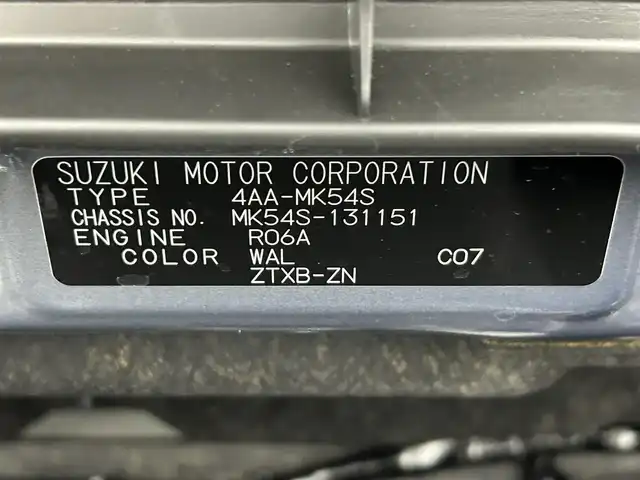 SUZUKI MOTOR CORPORATION
TYPE 4AA-MK54S
CHASSIS NO. MK54S-131151
ENGINE R06A
COLOR WAL C07
ZTXB-ZN